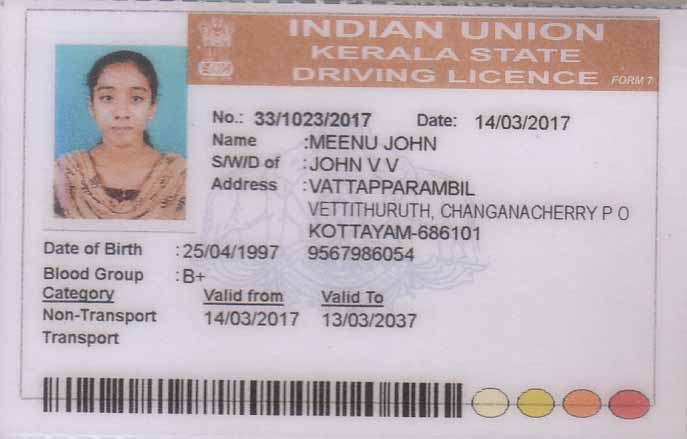 INDIAN UNION
KERALA STATE
DRIVING LICENCE FORM 7
No.: 33/1023/2017 Date: 14/03/2017
Name :MEENU JOHN
S/W/D of :JOHN V V
Address :VATTAPPARAMBIL
VETTITHURUTH, CHANGANACHERRY P O
KOTTAYAM-686101
Date of Birth :25/04/1997 9567986054
Blood Group :B+
Category Valid from Valid To
Non-Transport 14/03/2017 13/03/2037
Transport